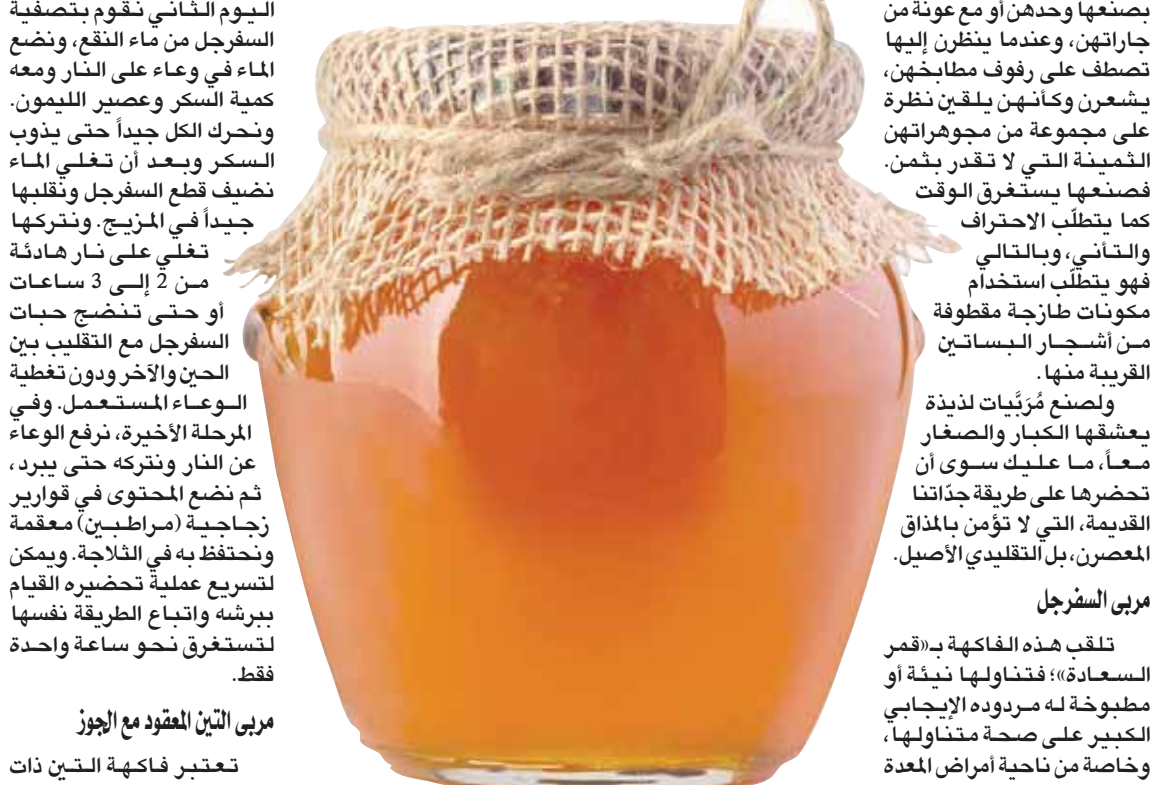 بصنعها وحدهن أو مع عونة من
جاراتهن، وعندما ينظرن إليها
تصطف على رفوف مطابخهن،
يشعرن وكأنهن يلقين نظرة
على مجموعة من مجوهراتهن
الثمينة التي لا تقدر بثمن.
فصنعها يستغرق الوقت
كما يتطلّب الاحتراف
والتأني، وبالتالي
فهو يتطلّب استخدام
مكونات طازجة مقطوفة
من أشجار البساتين
القريبة منها.
ولصنع مُرَبَّيات لذيذة
يعشقها الكبار والصغار
معاً، ما عليك سوى أن
تحضرها على طريقة جدّاتنا
القديمة، التي لا تؤمن بالمذاق
المعصرن، بل التقليدي الأصيل.
مربى السفرجل
تلقب هذه الفاكهة بـ«قمر
السعادة»؛ فتناولها نيئة أو
مطبوخة له مردوده الإيجابي
الكبير على صحة متناولها،
وخاصة من ناحية أمراض المعدة
اليوم الثاني نقوم بتصفية
السفرجل من ماء النقع، ونضع
الماء في وعاء على النار ومعه
كمية السكر وعصير الليمون.
ونحرك الكل جيداً حتى يذوب
السكر وبعد أن تغلي الماء
نضيف قطع السفرجل ونقلبها
جيداً في المزيج. ونتركها
تغلي على نار هادئة
من 2 إلى 3 ساعات
أو حتى تنضج حبات
السفرجل مع التقليب بين
الحين والآخر ودون تغطية
الوعاء المستعمل. وفي
المرحلة الأخيرة، نرفع الوعاء
عن النار ونتركه حتى يبرد،
ثم نضع المحتوى في قوارير
زجاجية (مراطبين) معقمة
ونحتفظ به في الثلاجة. ويمكن
لتسريع عملية تحضيره القيام
ببرشه واتباع الطريقة نفسها
لتستغرق نحو ساعة واحدة
فقط.
مربى التين المعقود مع الجوز
تعتبر فاكهة التين ذات